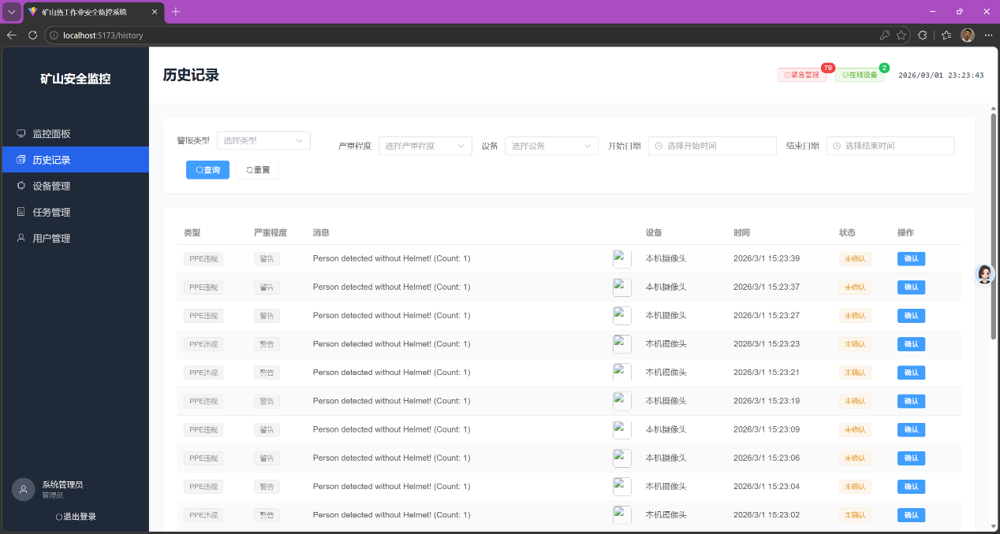 矿山热工作业安全监控系统
localhost:5173/history
矿山安全监控
历史记录
紧急警报 79
在线设备 2
2026/03/01 23:23:43
监控面板
历史记录
设备管理
任务管理
用户管理
警报类型 选择类型 严重程度 选择严重程度 设备 选择设备 开始日期 选择开始时间 结束日期 选择结束时间
查询 重置
类型 严重程度 消息 设备 时间 状态 操作
PPE违规 警告 Person detected without Helmet! (Count: 1) 本机摄像头 2026/3/1 15:23:39 未确认 确认
PPE违规 警告 Person detected without Helmet! (Count: 1) 本机摄像头 2026/3/1 15:23:37 未确认 确认
PPE违规 警告 Person detected without Helmet! (Count: 1) 本机摄像头 2026/3/1 15:23:27 未确认 确认
PPE违规 警告 Person detected without Helmet! (Count: 1) 本机摄像头 2026/3/1 15:23:23 未确认 确认
PPE违规 警告 Person detected without Helmet! (Count: 1) 本机摄像头 2026/3/1 15:23:21 未确认 确认
PPE违规 警告 Person detected without Helmet! (Count: 1) 本机摄像头 2026/3/1 15:23:19 未确认 确认
PPE违规 警告 Person detected without Helmet! (Count: 1) 本机摄像头 2026/3/1 15:23:09 未确认 确认
PPE违规 警告 Person detected without Helmet! (Count: 1) 本机摄像头 2026/3/1 15:23:06 未确认 确认
PPE违规 警告 Person detected without Helmet! (Count: 1) 本机摄像头 2026/3/1 15:23:04 未确认 确认
PPE违规 警告 Person detected without Helmet! (Count: 1) 本机摄像头 2026/3/1 15:23:02 未确认 确认
系统管理员
管理员
退出登录